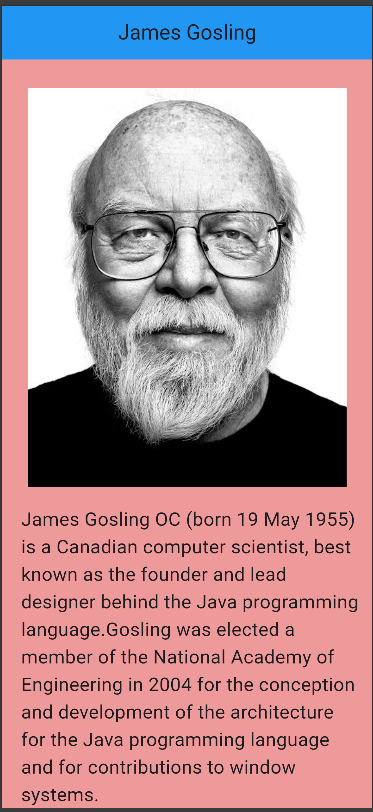 James Gosling
James Gosling OC (born 19 May 1955)
is a Canadian computer scientist, best
known as the founder and lead
designer behind the Java programming
language.Gosling was elected a
member of the National Academy of
Engineering in 2004 for the conception
and development of the architecture
for the Java programming language
and for contributions to window
systems.